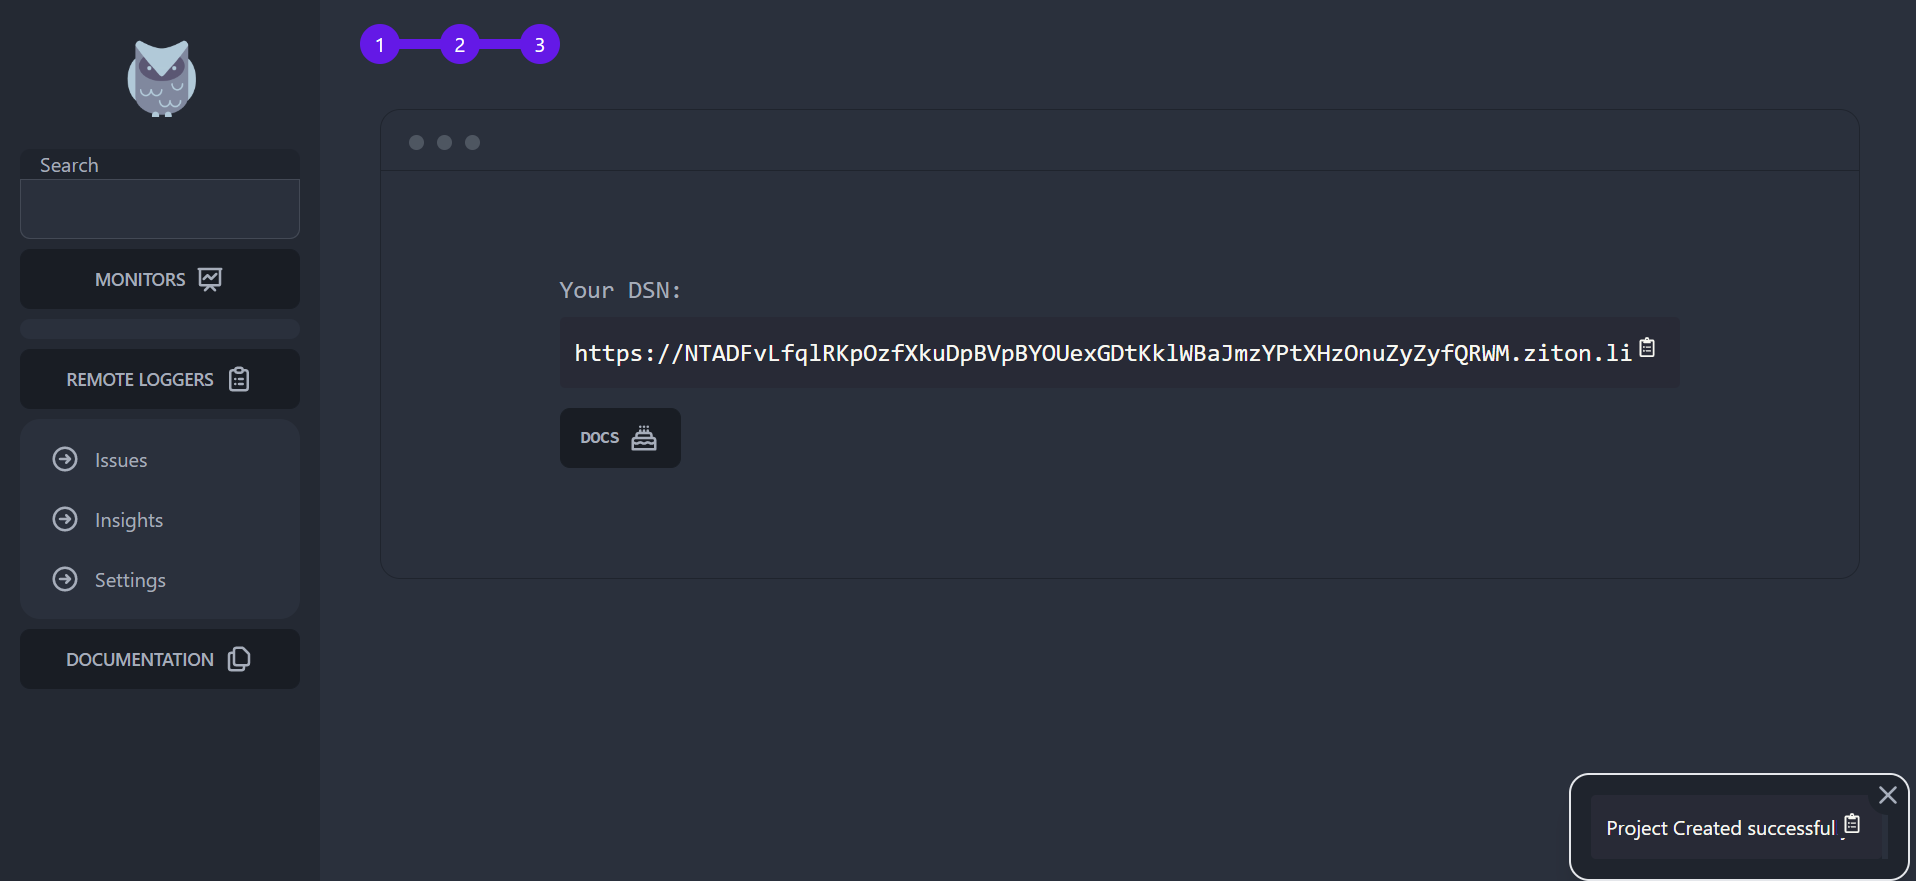 1 2 3
Search
MONITORS
REMOTE LOGGERS
Issues
Insights
Settings
DOCUMENTATION
Your DSN:
https://NTADFvLfqlRKpOzfXkuDpBVpBYOUexGDtKklWBaJmzYPtXHzOnuZyZyfQRWM.ziton.li
DOCS
Project Created successfully